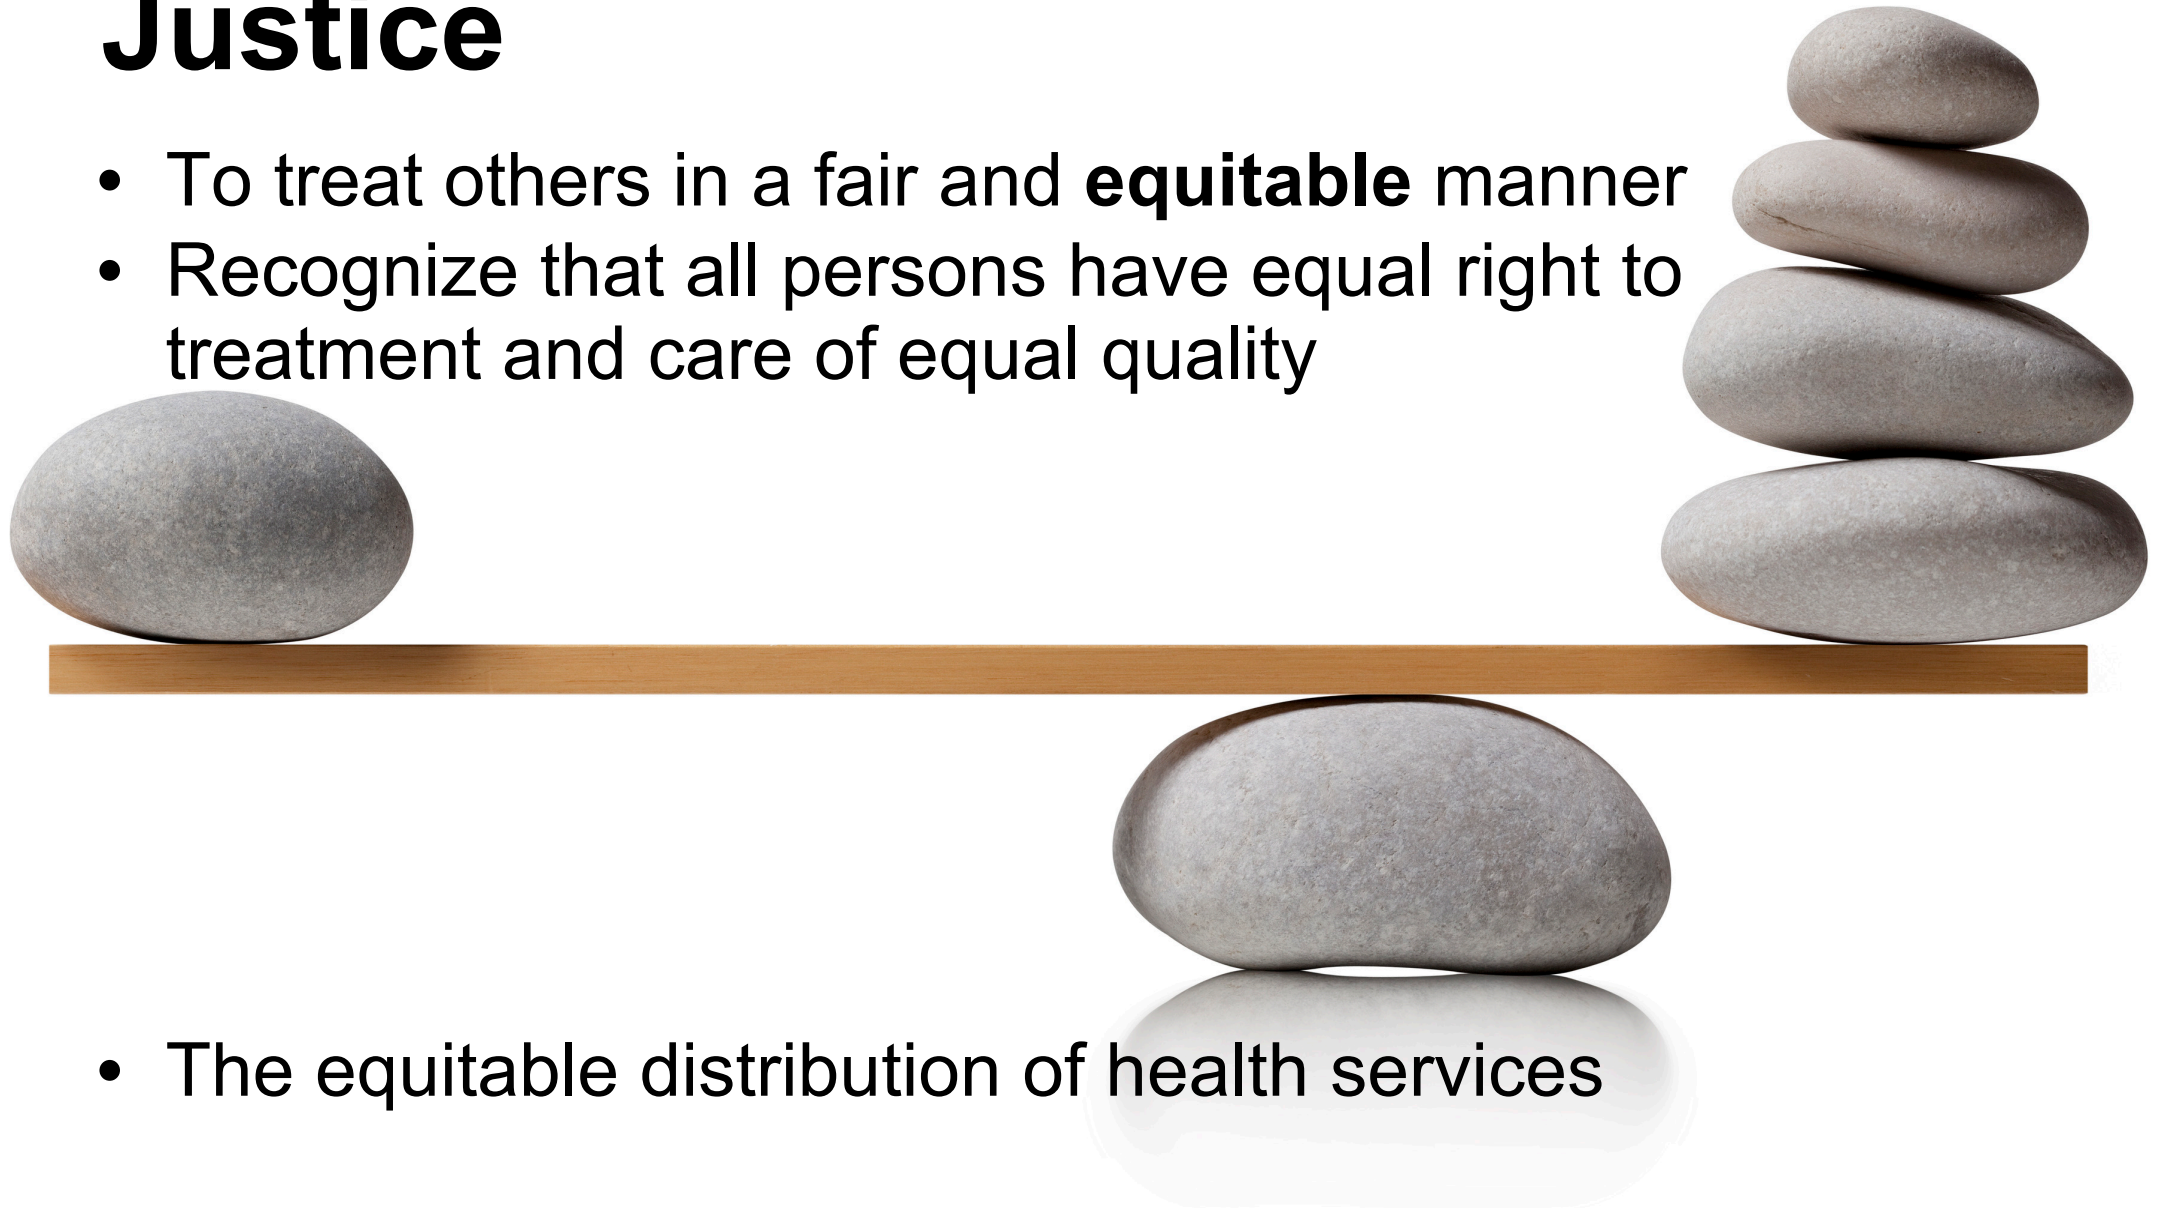 Justice
• To treat others in a fair and equitable manner
• Recognize that all persons have equal right to
treatment and care of equal quality
• The equitable distribution of health services